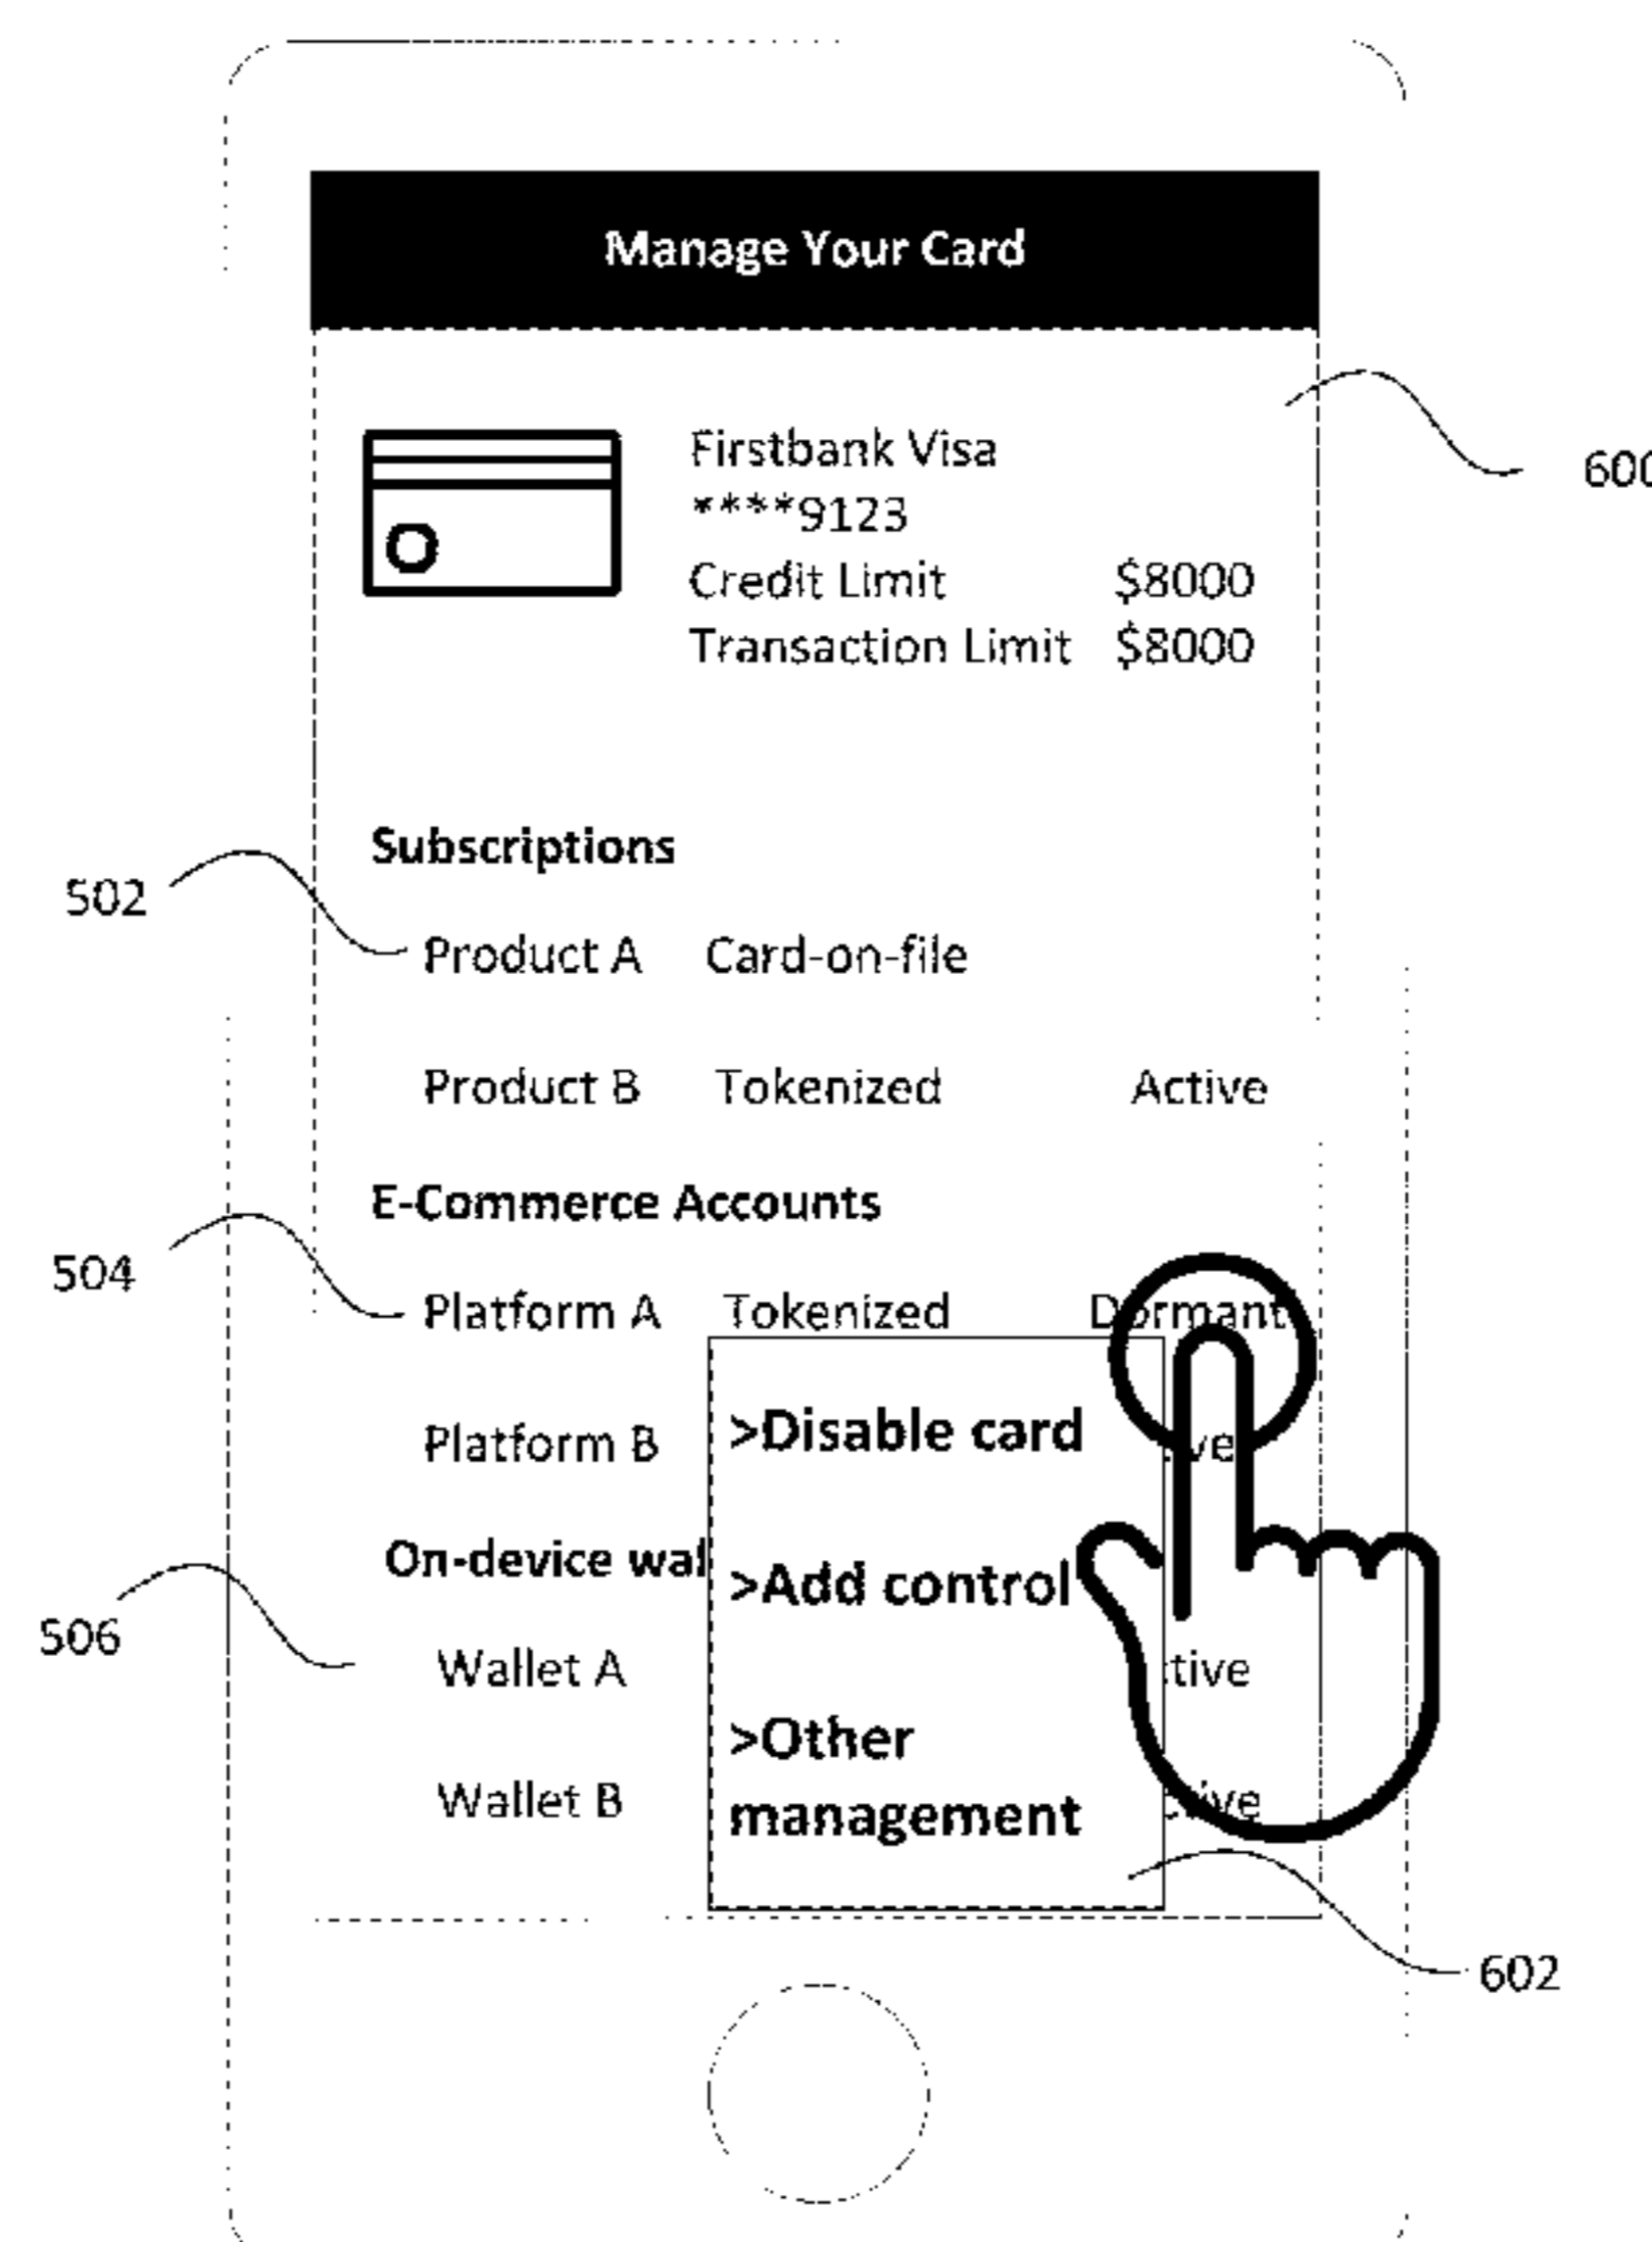 Manage Your Card
Firstbank Visa
****9123
Credit Limit $8000
Transaction Limit $8000
600
Subscriptions
502
Product A Card-on-file
Product B Tokenized Active
E-Commerce Accounts
504
Platform A Tokenized Dormant
Platform B
>Disable card
On-device
>Add control
506
Wallet A
>Other
management
Wallet B
602